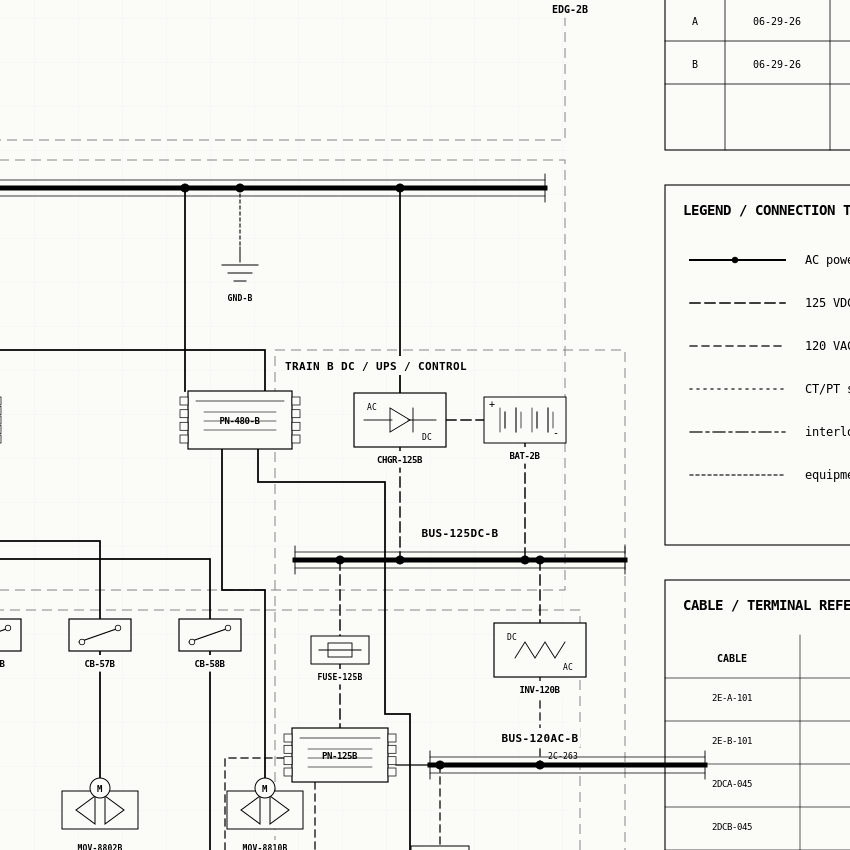 EDG-2B
A 06-29-26
B 06-29-26
LEGEND / CONNECTION T
AC powe
125 VDC
120 VAC
CT/PT s
interlo
equipme
GND-B
TRAIN B DC / UPS / CONTROL
PN-480-B
AC
DC
CHGR-125B
+
-
BAT-2B
BUS-125DC-B
B
CB-57B
CB-58B
FUSE-125B
DC
AC
INV-120B
BUS-120AC-B
2C-263
PN-125B
M
MOV-8802B
M
MOV-8810B
CABLE / TERMINAL REFE
CABLE
2E-A-101
2E-B-101
2DCA-045
2DCB-045